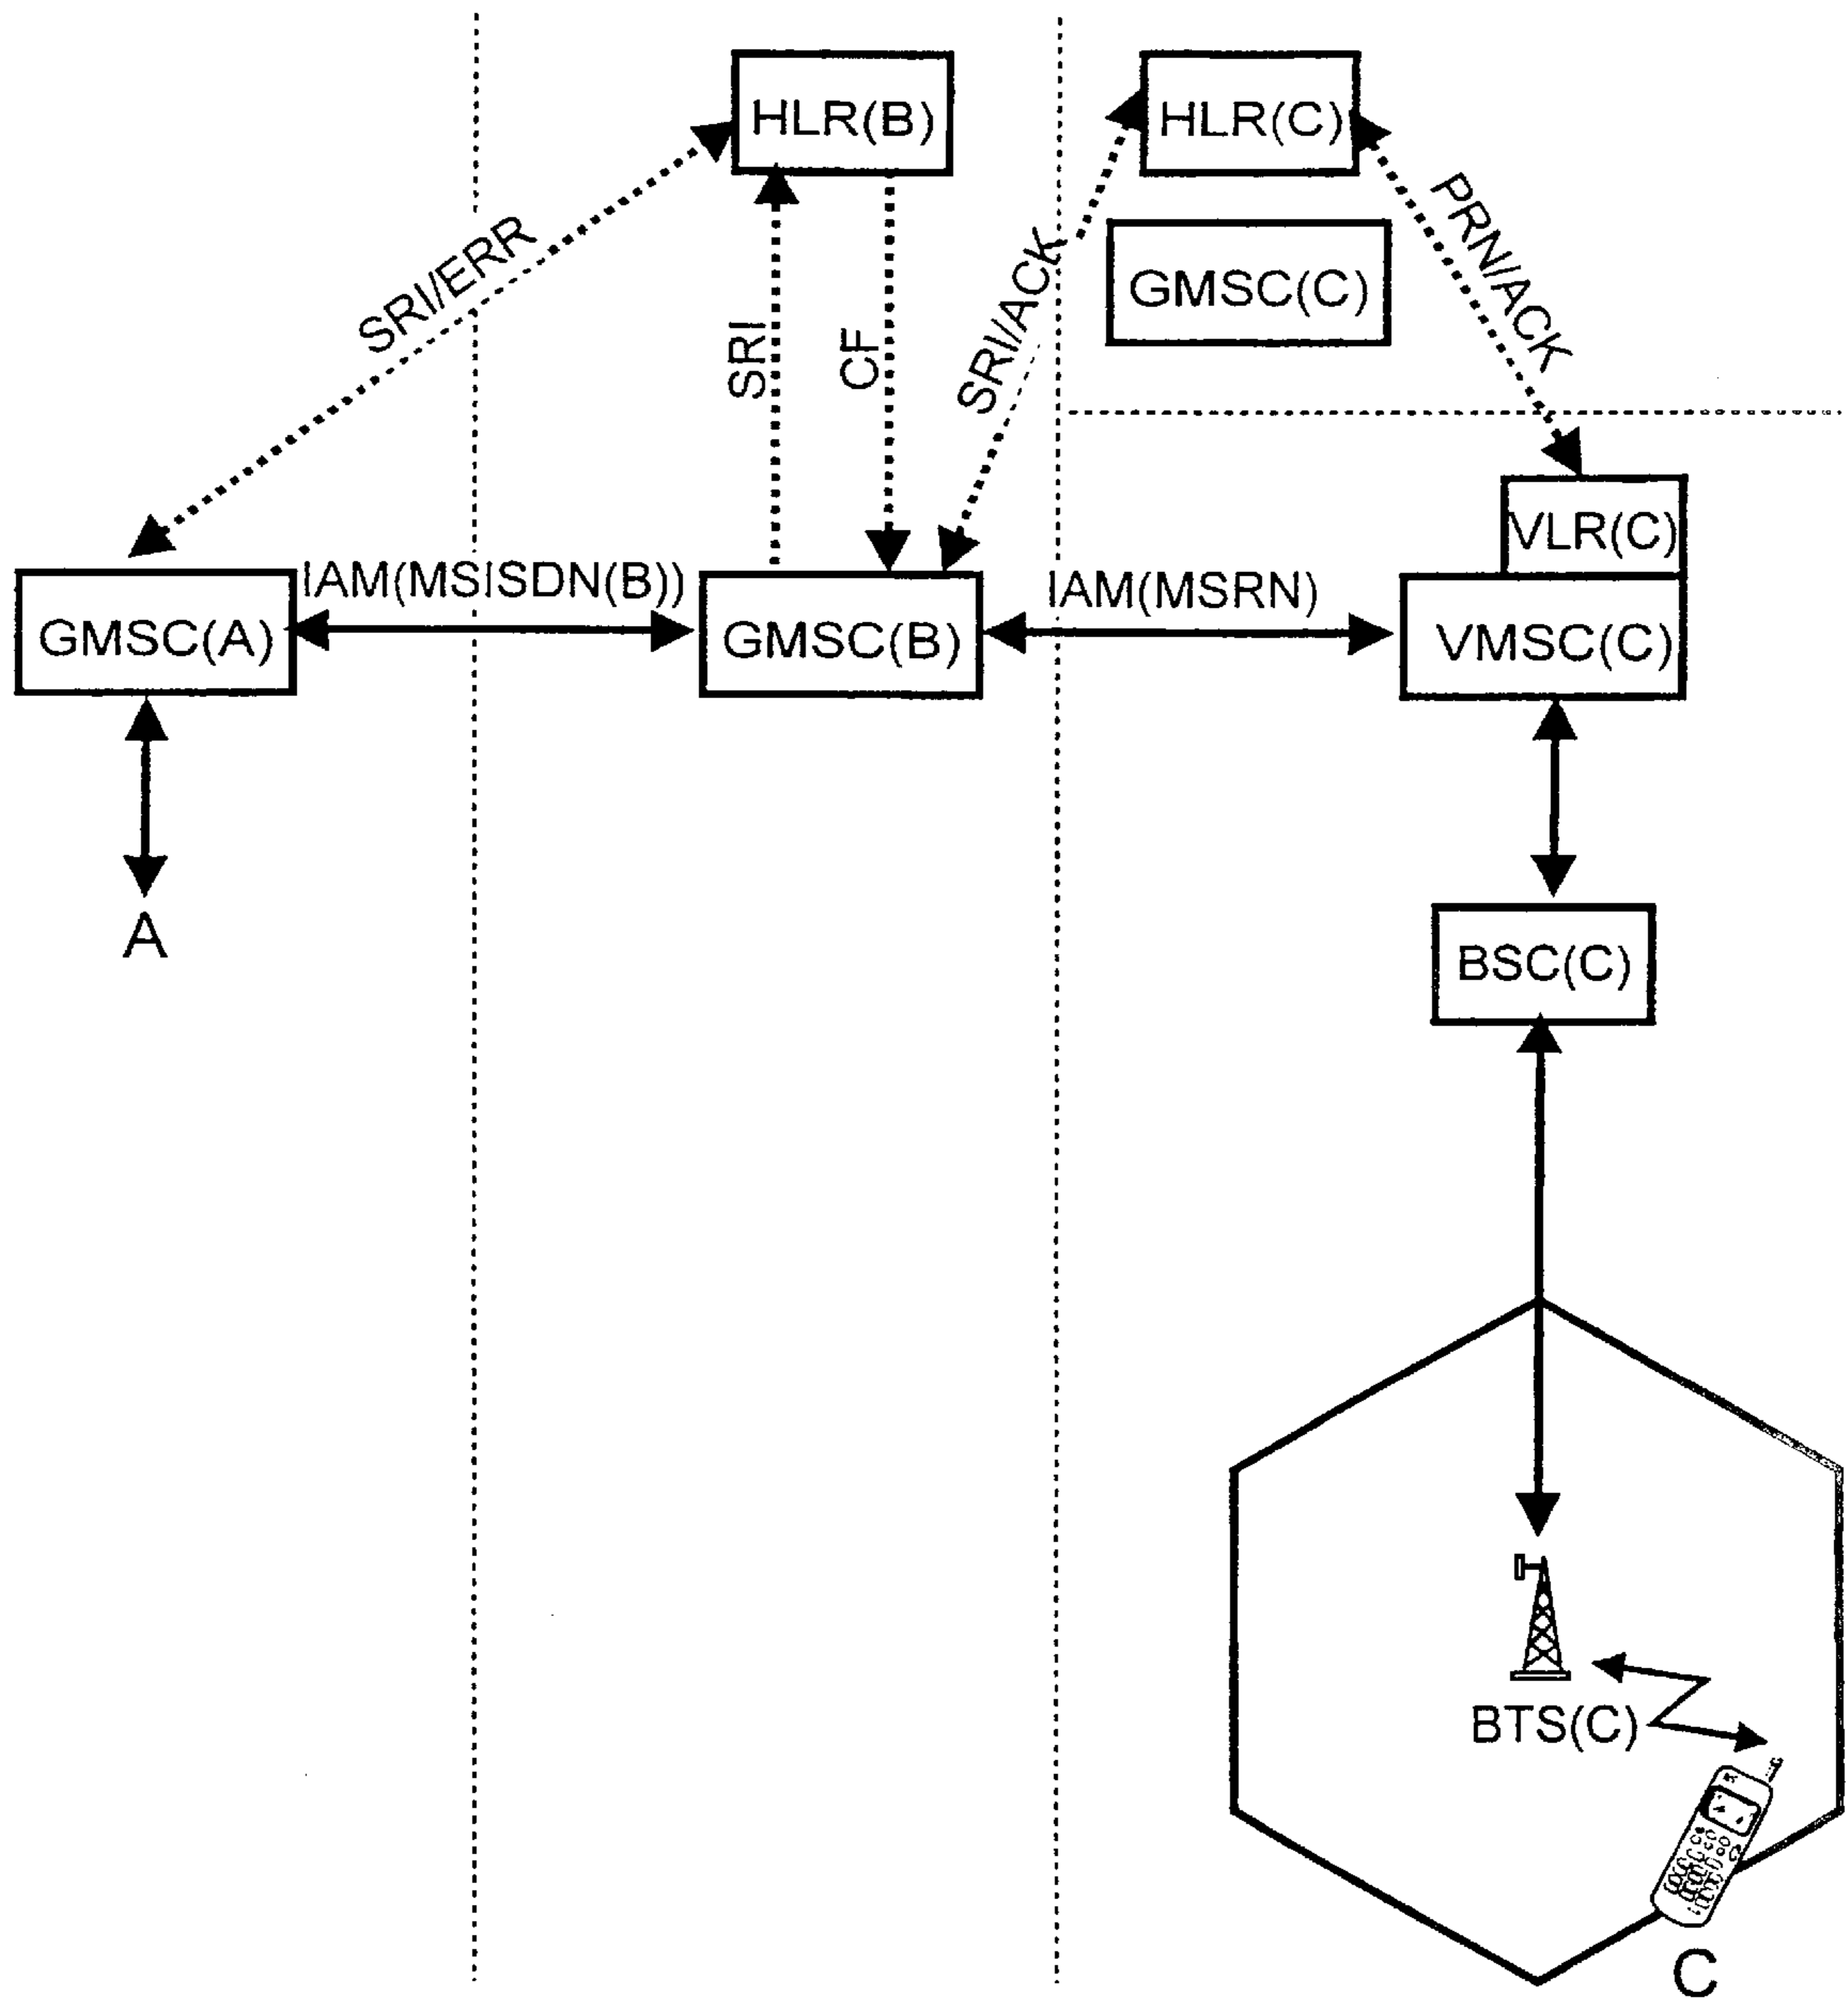 HLR(B)
HLR(C)
SRI/ERR
SRI
CF
SRI/ACK
GMSC(C)
PRN/ACK
VLR(C)
IAM(MSISDN(B))
IAM(MSRN)
GMSC(A)
GMSC(B)
VMSC(C)
A
BSC(C)
BTS(C)
C